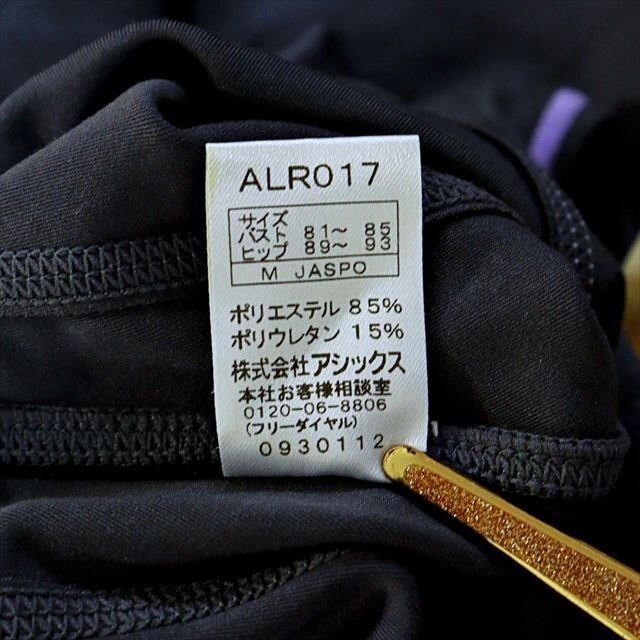 ALR017
サイズ
バスト 81～ 85
ヒップ 89～ 93
M JASPO
ポリエステル 85%
ポリウレタン 15%
株式会社アシックス
本社お客様相談室
0120-06-8806
(フリーダイヤル)
0930112